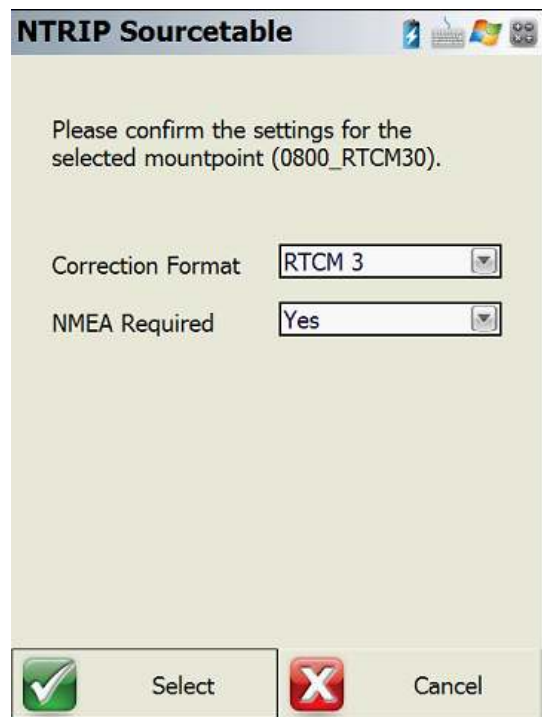 NTRIP Sourcetable
Please confirm the settings for the
selected mountpoint (0800_RTCM30).
Correction Format RTCM 3
NMEA Required Yes
Select Cancel